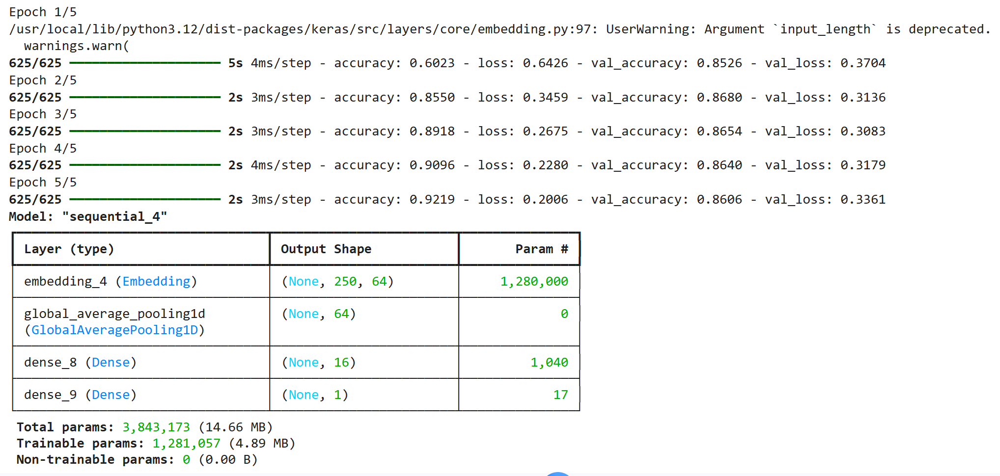 Epoch 1/5
/usr/local/lib/python3.12/dist-packages/keras/src/layers/core/embedding.py:97: UserWarning: Argument `input_length` is deprecated.
warnings.warn(
625/625 5s 4ms/step - accuracy: 0.6023 - loss: 0.6426 - val_accuracy: 0.8526 - val_loss: 0.3704
Epoch 2/5
625/625 2s 3ms/step - accuracy: 0.8550 - loss: 0.3459 - val_accuracy: 0.8680 - val_loss: 0.3136
Epoch 3/5
625/625 2s 3ms/step - accuracy: 0.8918 - loss: 0.2675 - val_accuracy: 0.8654 - val_loss: 0.3083
Epoch 4/5
625/625 2s 4ms/step - accuracy: 0.9096 - loss: 0.2280 - val_accuracy: 0.8640 - val_loss: 0.3179
Epoch 5/5
625/625 2s 3ms/step - accuracy: 0.9219 - loss: 0.2006 - val_accuracy: 0.8606 - val_loss: 0.3361
Model: "sequential_4"
Layer (type) Output Shape Param #
embedding_4 (Embedding) (None, 250, 64) 1,280,000
global_average_pooling1d (None, 64) 0
(GlobalAveragePooling1D)
dense_8 (Dense) (None, 16) 1,040
dense_9 (Dense) (None, 1) 17
Total params: 3,843,173 (14.66 MB)
Trainable params: 1,281,057 (4.89 MB)
Non-trainable params: 0 (0.00 B)